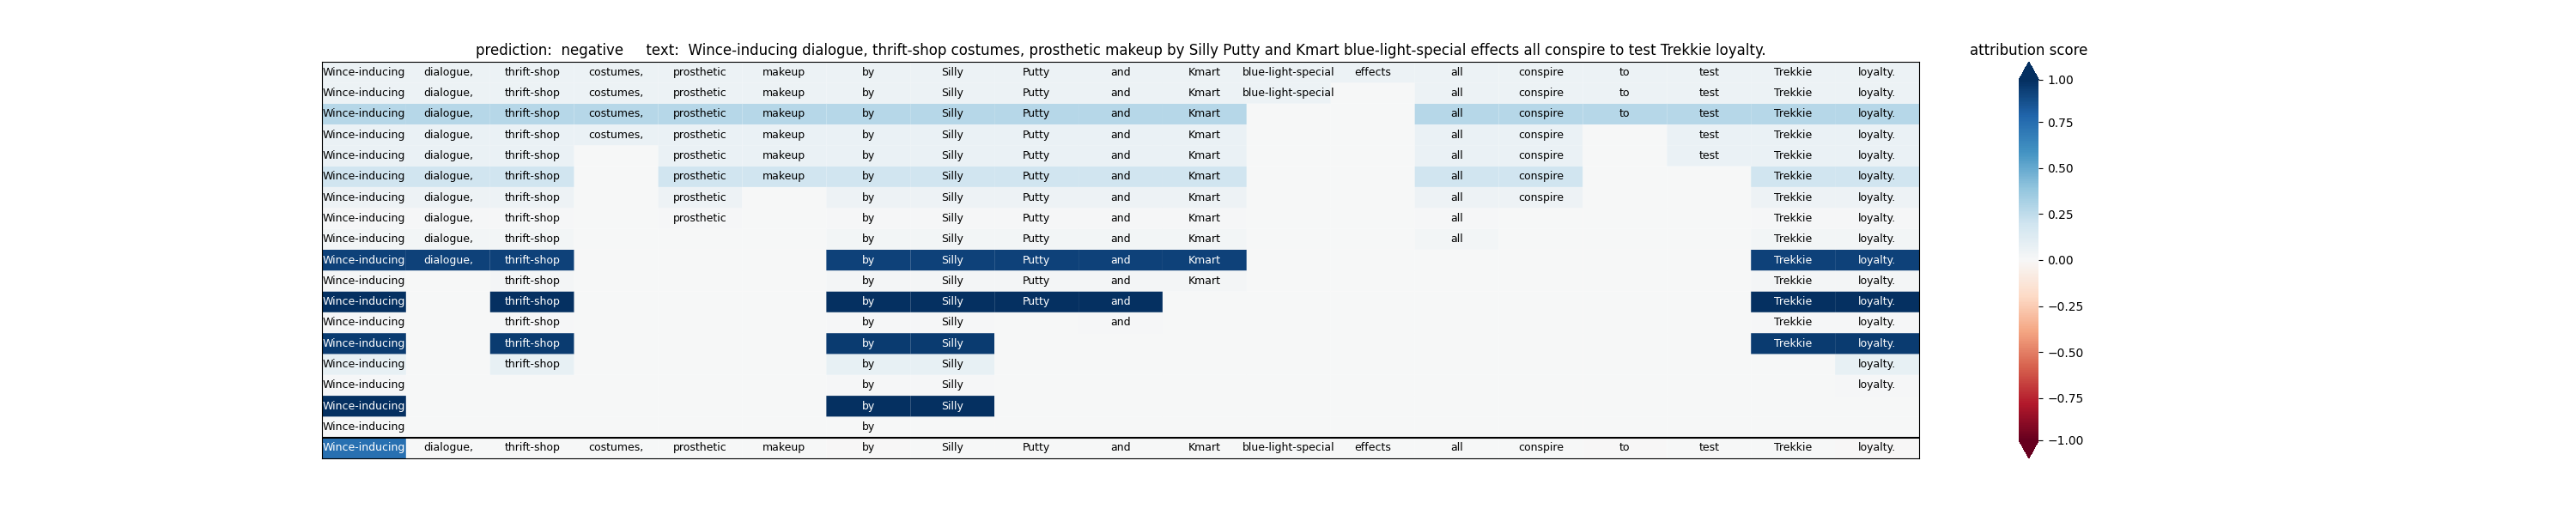 prediction: negative text: Wince-inducing dialogue, thrift-shop costumes, prosthetic makeup by Silly Putty and Kmart blue-light-special effects all conspire to test Trekkie loyalty. attribution score
Wince-inducing dialogue, thrift-shop costumes, prosthetic makeup by Silly Putty and Kmart blue-light-special effects all conspire to test Trekkie loyalty.
Wince-inducing dialogue, thrift-shop costumes, prosthetic makeup by Silly Putty and Kmart blue-light-special all conspire to test Trekkie loyalty.
Wince-inducing dialogue, thrift-shop costumes, prosthetic makeup by Silly Putty and Kmart all conspire to test Trekkie loyalty.
Wince-inducing dialogue, thrift-shop costumes, prosthetic makeup by Silly Putty and Kmart all conspire test Trekkie loyalty.
Wince-inducing dialogue, thrift-shop prosthetic makeup by Silly Putty and Kmart all conspire test Trekkie loyalty.
Wince-inducing dialogue, thrift-shop prosthetic makeup by Silly Putty and Kmart all conspire Trekkie loyalty.
Wince-inducing dialogue, thrift-shop prosthetic by Silly Putty and Kmart all conspire Trekkie loyalty.
Wince-inducing dialogue, thrift-shop prosthetic by Silly Putty and Kmart all Trekkie loyalty.
Wince-inducing dialogue, thrift-shop by Silly Putty and Kmart all Trekkie loyalty.
Wince-inducing dialogue, thrift-shop by Silly Putty and Kmart Trekkie loyalty.
Wince-inducing thrift-shop by Silly Putty and Kmart Trekkie loyalty.
Wince-inducing thrift-shop by Silly Putty and Trekkie loyalty.
Wince-inducing thrift-shop by Silly and Trekkie loyalty.
Wince-inducing thrift-shop by Silly Trekkie loyalty.
Wince-inducing thrift-shop by Silly loyalty.
Wince-inducing by Silly loyalty.
Wince-inducing by Silly
Wince-inducing by
Wince-inducing dialogue, thrift-shop costumes, prosthetic makeup by Silly Putty and Kmart blue-light-special effects all conspire to test Trekkie loyalty.
1.00
0.75
0.50
0.25
0.00
−0.25
−0.50
−0.75
−1.00